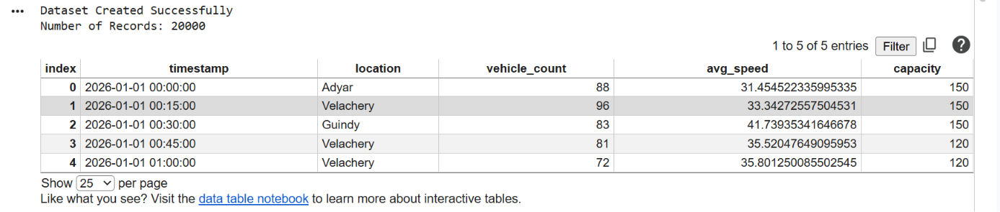 ••• Dataset Created Successfully
Number of Records: 20000
1 to 5 of 5 entries Filter ?
index timestamp location vehicle_count avg_speed capacity
0 2026-01-01 00:00:00 Adyar 88 31.454522335995335 150
1 2026-01-01 00:15:00 Velachery 96 33.34272557504531 150
2 2026-01-01 00:30:00 Guindy 83 41.73935341646678 150
3 2026-01-01 00:45:00 Velachery 81 35.52047649095953 120
4 2026-01-01 01:00:00 Velachery 72 35.801250085502545 120
Show 25 per page
Like what you see? Visit the data table notebook to learn more about interactive tables.